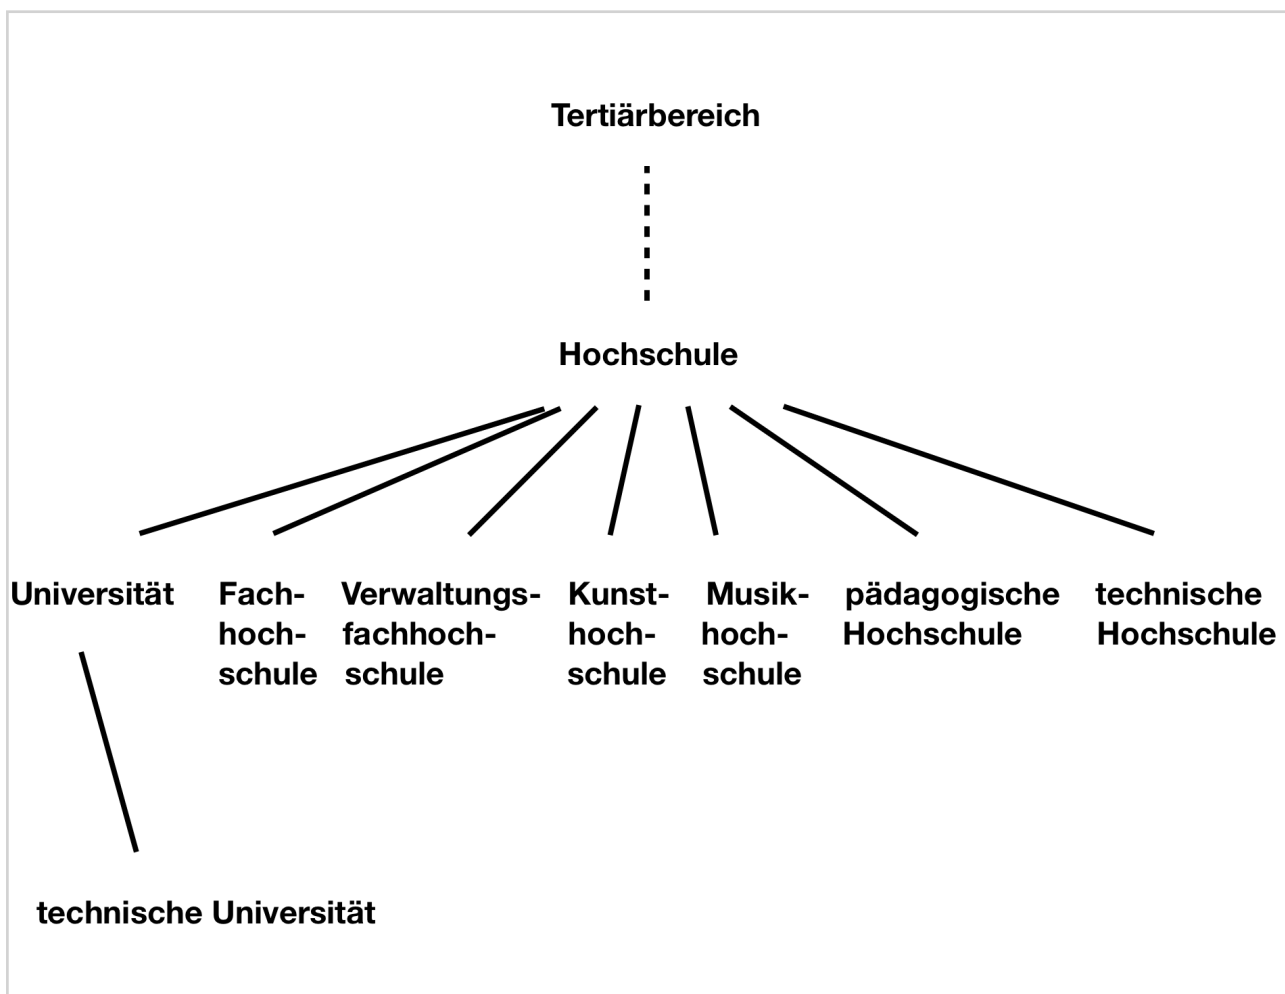 Tertiärbereich
Hochschule
Universität Fach- Verwaltungs- Kunst- Musik- pädagogische technische
hoch- fachhoch- hoch- hoch- Hochschule Hochschule
schule schule schule schule
technische Universität